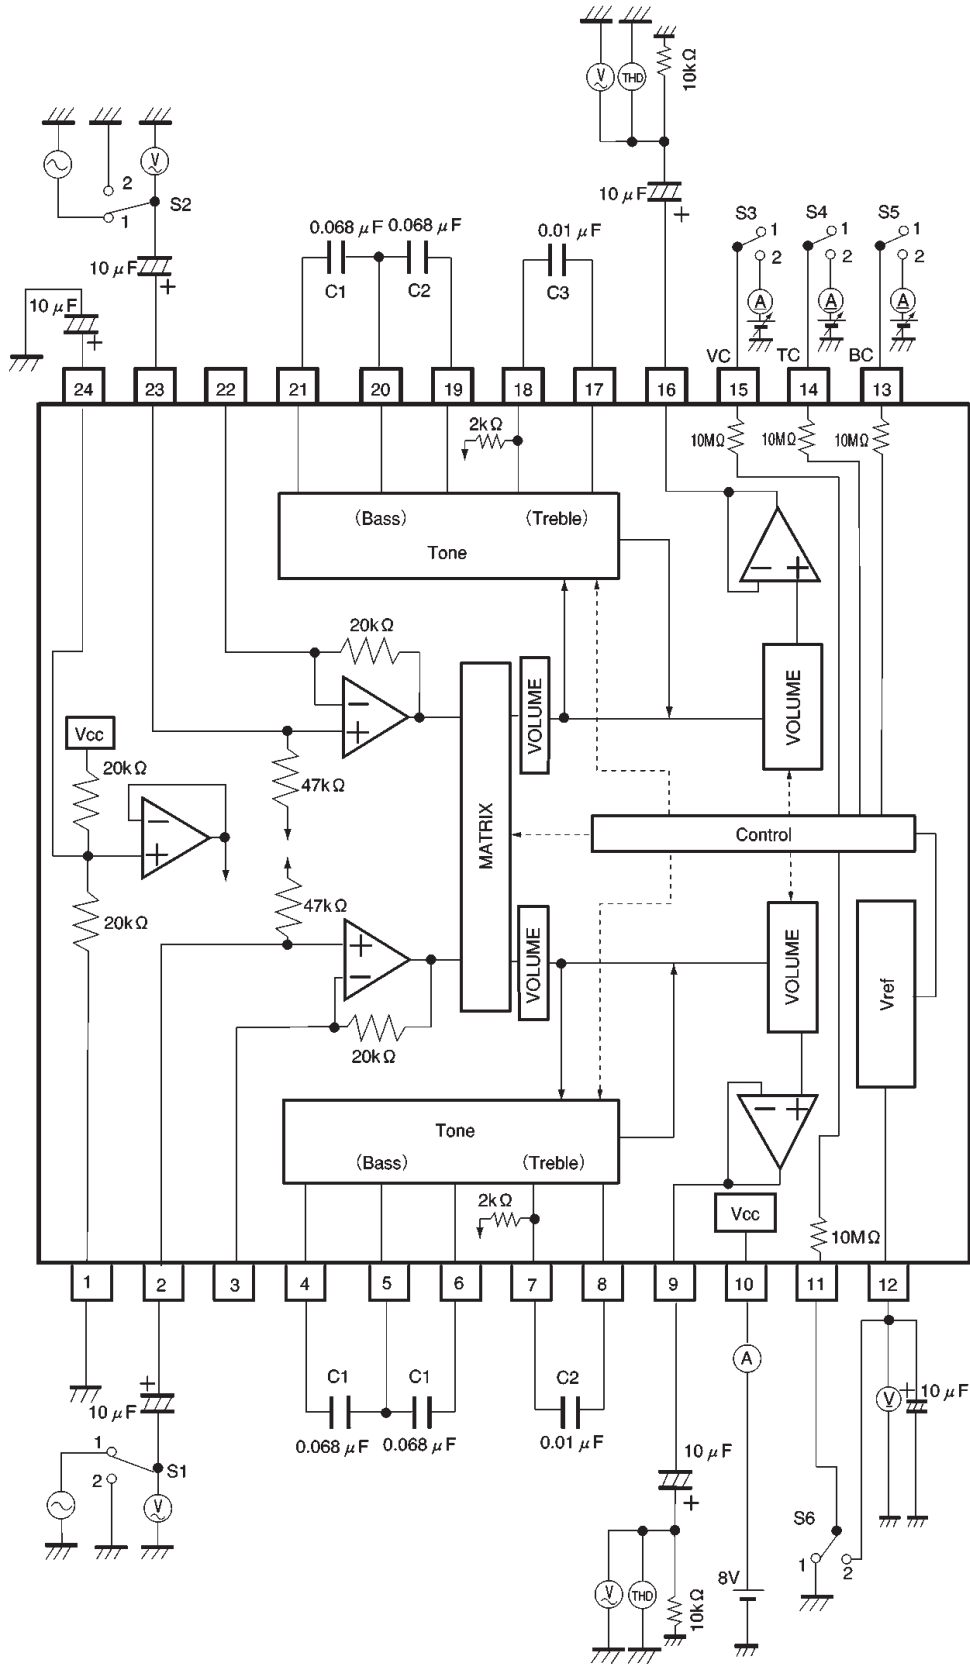 10kΩ
V
THD
10 μF
+
V
2
1
S2
10 μF
+
10 μF
+
0.068 μF 0.068 μF
C1 C2
0.01 μF
C3
S3 S4 S5
1 1 1
2 2 2
A A A
VC TC BC
24 23 22 21 20 19 18 17 16 15 14 13
2kΩ
10MΩ 10MΩ 10MΩ
(Bass) (Treble)
Tone
− +
20kΩ
−
+
VOLUME
VOLUME
Vcc
20kΩ
47kΩ
−
+
MATRIX
Control
20kΩ
47kΩ
+
−
20kΩ
VOLUME
VOLUME
Vref
Tone
(Bass) (Treble)
− +
2kΩ
Vcc
10MΩ
1 2 3 4 5 6 7 8 9 10 11 12
+
10 μF
1
2
S1
V
C1 C1
0.068 μF 0.068 μF
C2
0.01 μF
10 μF
+
V
THD
10kΩ
A
8V
V
+
10 μF
S6
1
2